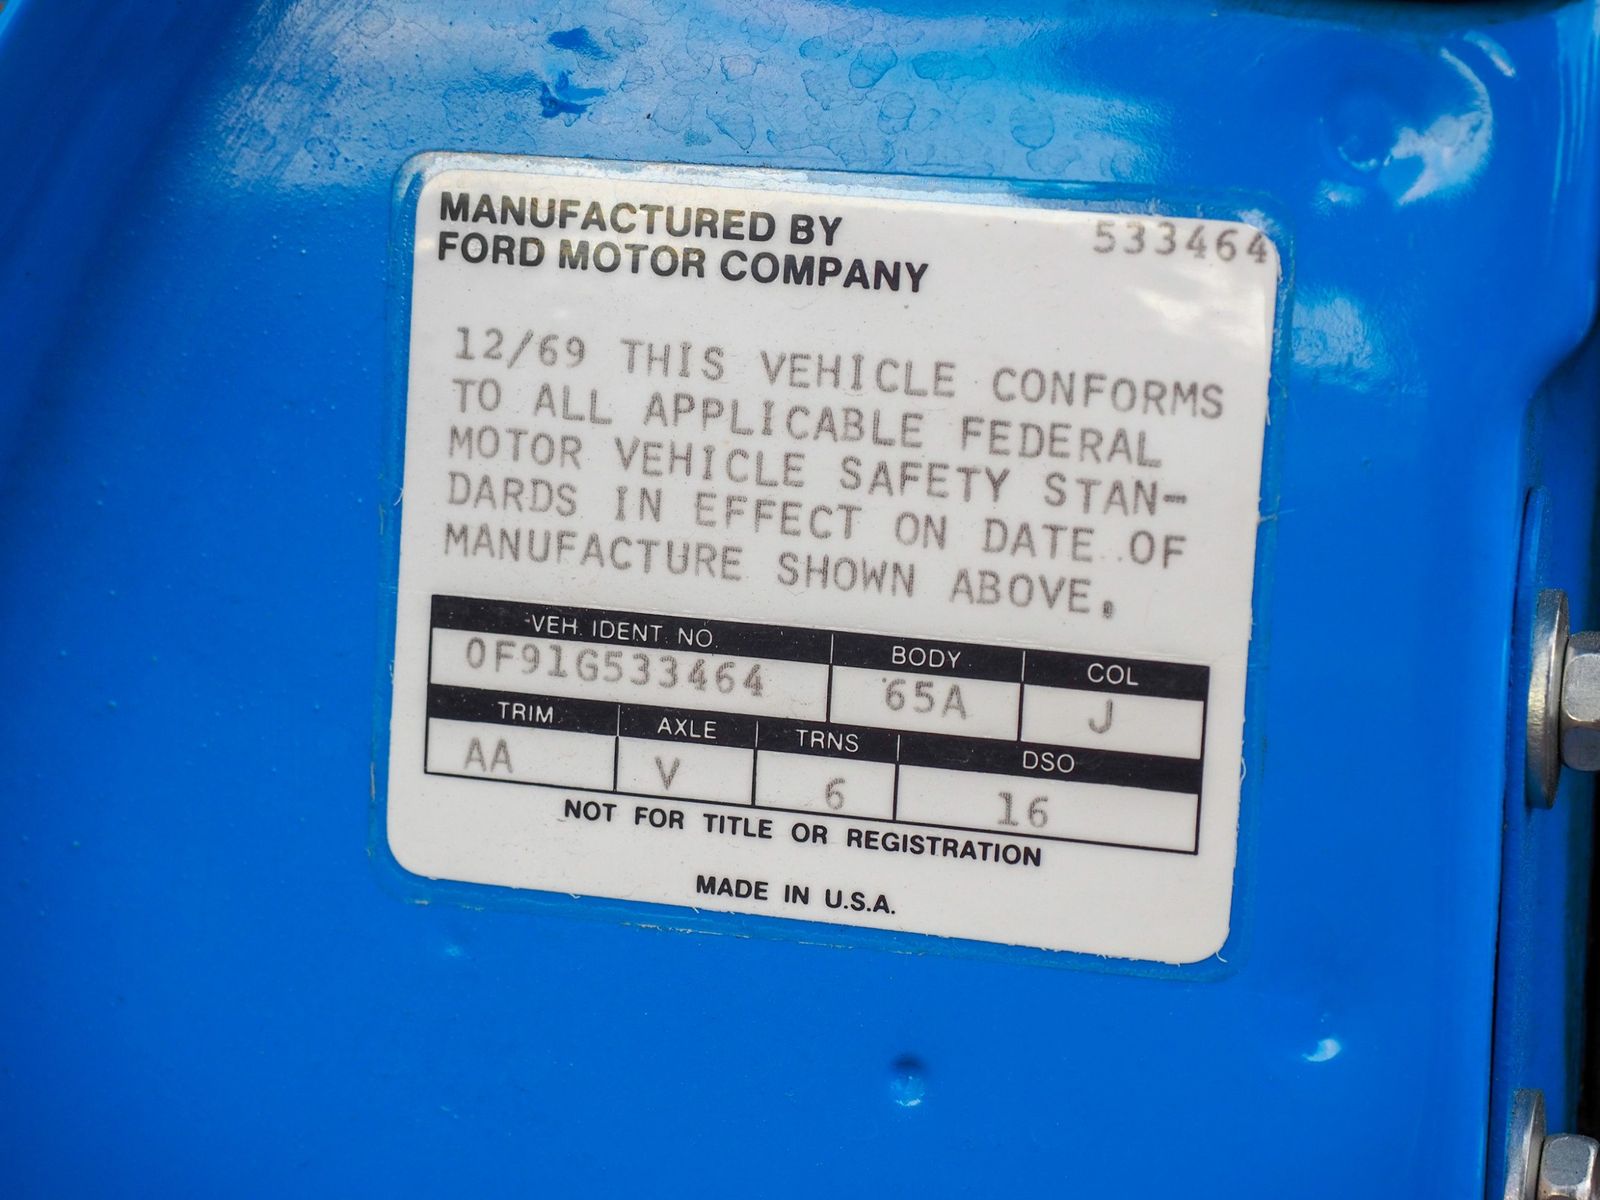 MANUFACTURED BY
FORD MOTOR COMPANY
533464
12/69 THIS VEHICLE CONFORMS
TO ALL APPLICABLE FEDERAL
MOTOR VEHICLE SAFETY STAN-
DARDS IN EFFECT ON DATE OF
MANUFACTURE SHOWN ABOVE.
VEH. IDENT. NO. BODY COL
0F91G533464 65A J
TRIM AXLE TRNS DSO
AA V 6 16
NOT FOR TITLE OR REGISTRATION
MADE IN U.S.A.